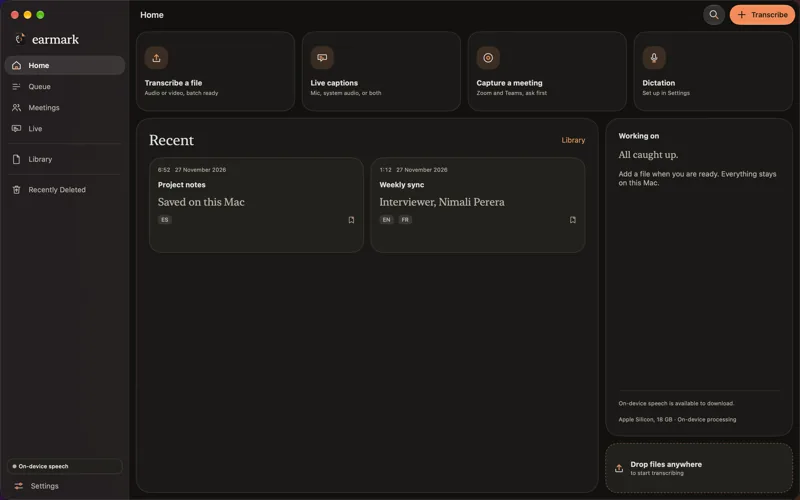 earmark
Home
Queue
Meetings
Live
Library
Recently Deleted
On-device speech
Settings
Home
Transcribe
Transcribe a file
Audio or video, batch ready
Live captions
Mic, system audio, or both
Capture a meeting
Zoom and Teams, ask first
Dictation
Set up in Settings
Recent
Library
6:52 · 27 November 2026
Project notes
Saved on this Mac
ES
1:12 · 27 November 2026
Weekly sync
Interviewer, Nimali Perera
EN FR
Working on
All caught up.
Add a file when you are ready. Everything stays
on this Mac.
On-device speech is available to download.
Apple Silicon, 18 GB · On-device processing
Drop files anywhere
to start transcribing